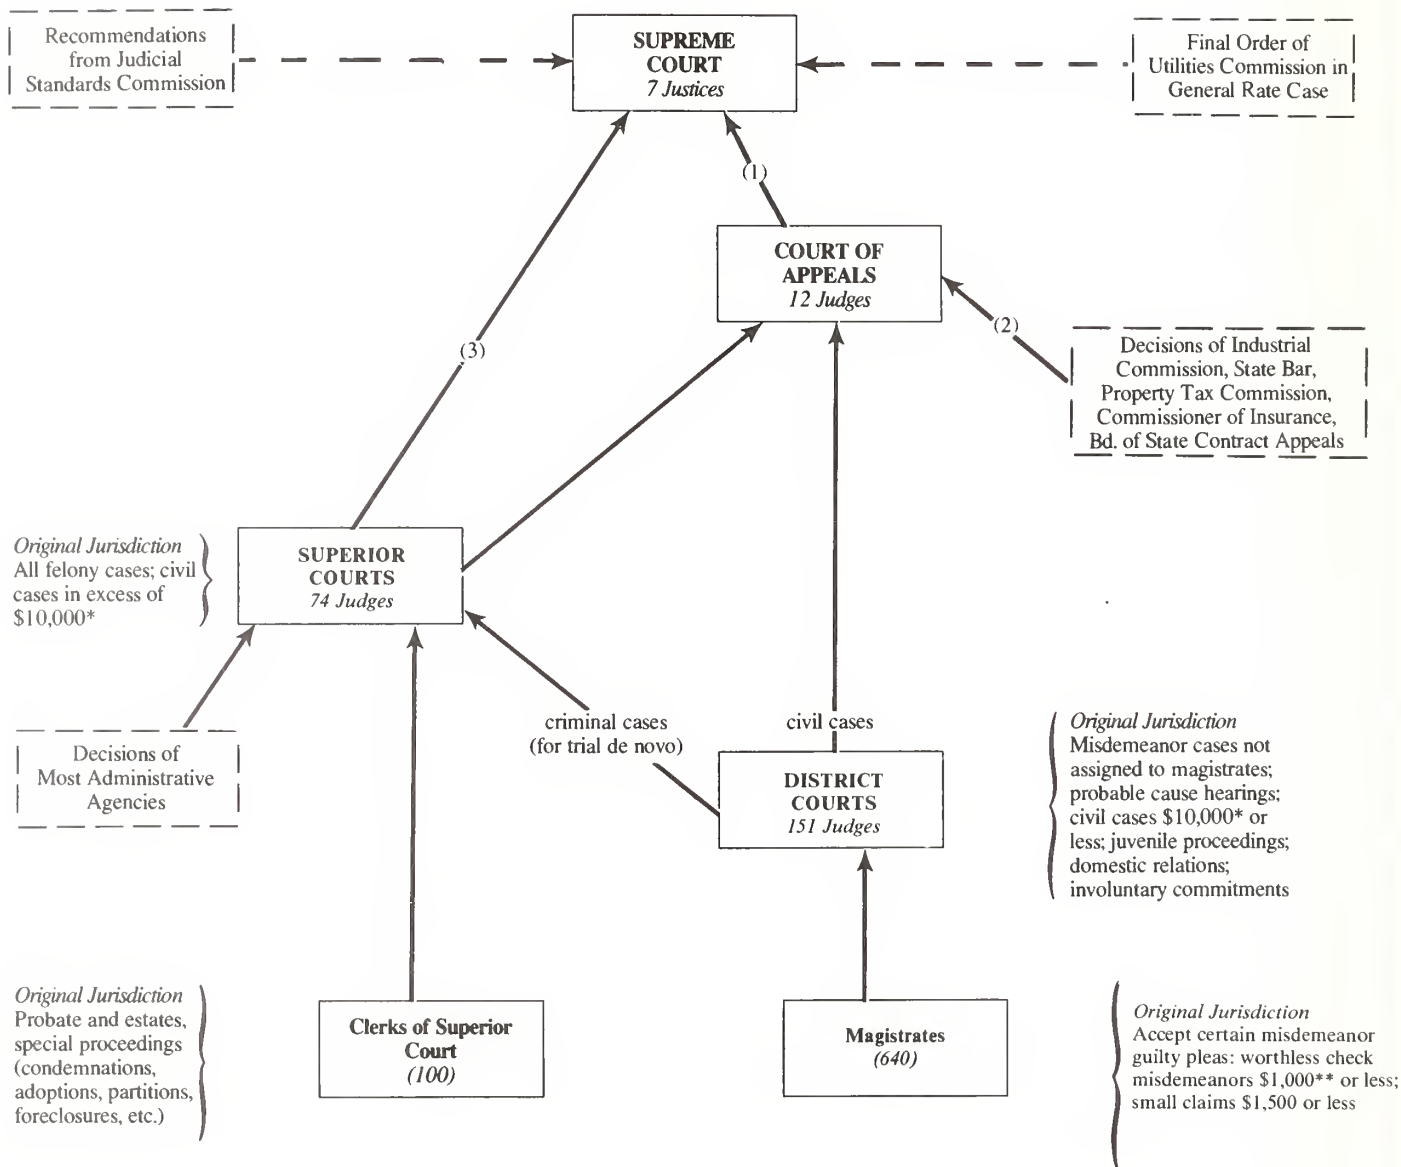 Recommendations
from Judicial
Standards Commission
SUPREME
COURT
7 Justices
Final Order of
Utilities Commission in
General Rate Case
(1)
COURT OF
APPEALS
12 Judges
(2)
(3)
Decisions of Industrial
Commission, State Bar,
Property Tax Commission,
Commissioner of Insurance,
Bd. of State Contract Appeals
Original Jurisdiction
All felony cases; civil
cases in excess of
$10,000*
SUPERIOR
COURTS
74 Judges
criminal cases
(for trial de novo)
civil cases
Decisions of
Most Administrative
Agencies
DISTRICT
COURTS
151 Judges
Original Jurisdiction
Misdemeanor cases not
assigned to magistrates;
probable cause hearings;
civil cases $10,000* or
less; juvenile proceedings;
domestic relations;
involuntary commitments
Original Jurisdiction
Probate and estates,
special proceedings
(condemnations,
adoptions, partitions,
foreclosures, etc.)
Clerks of Superior
Court
(100)
Magistrates
(640)
Original Jurisdiction
Accept certain misdemeanor
guilty pleas: worthless check
misdemeanors $1,000** or less;
small claims $1,500 or less